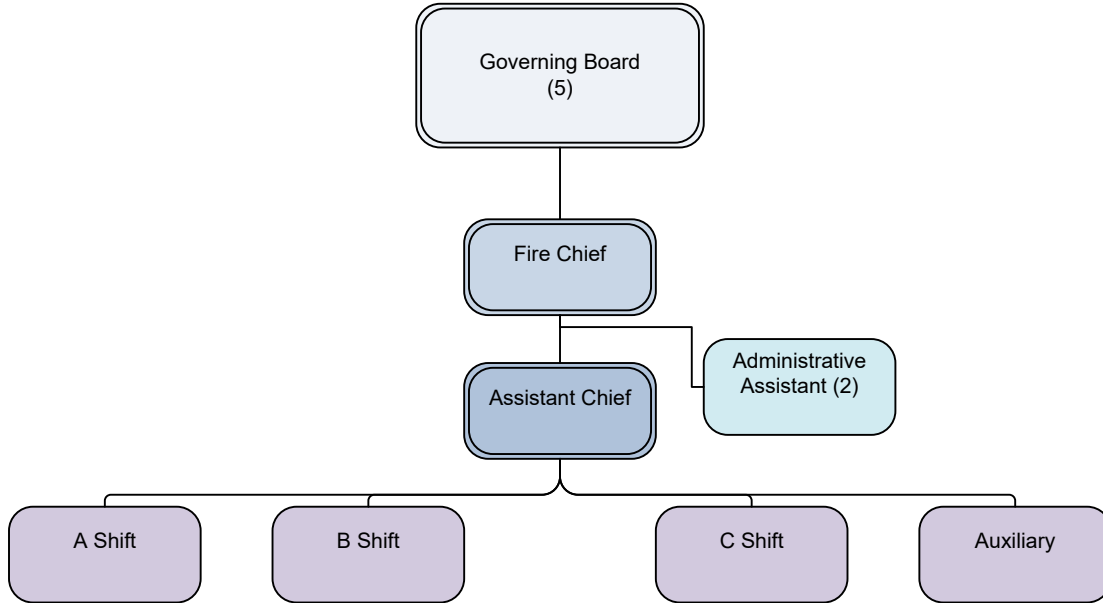 Governing Board
(5)
Fire Chief
Administrative
Assistant (2)
Assistant Chief
A Shift
B Shift
C Shift
Auxiliary